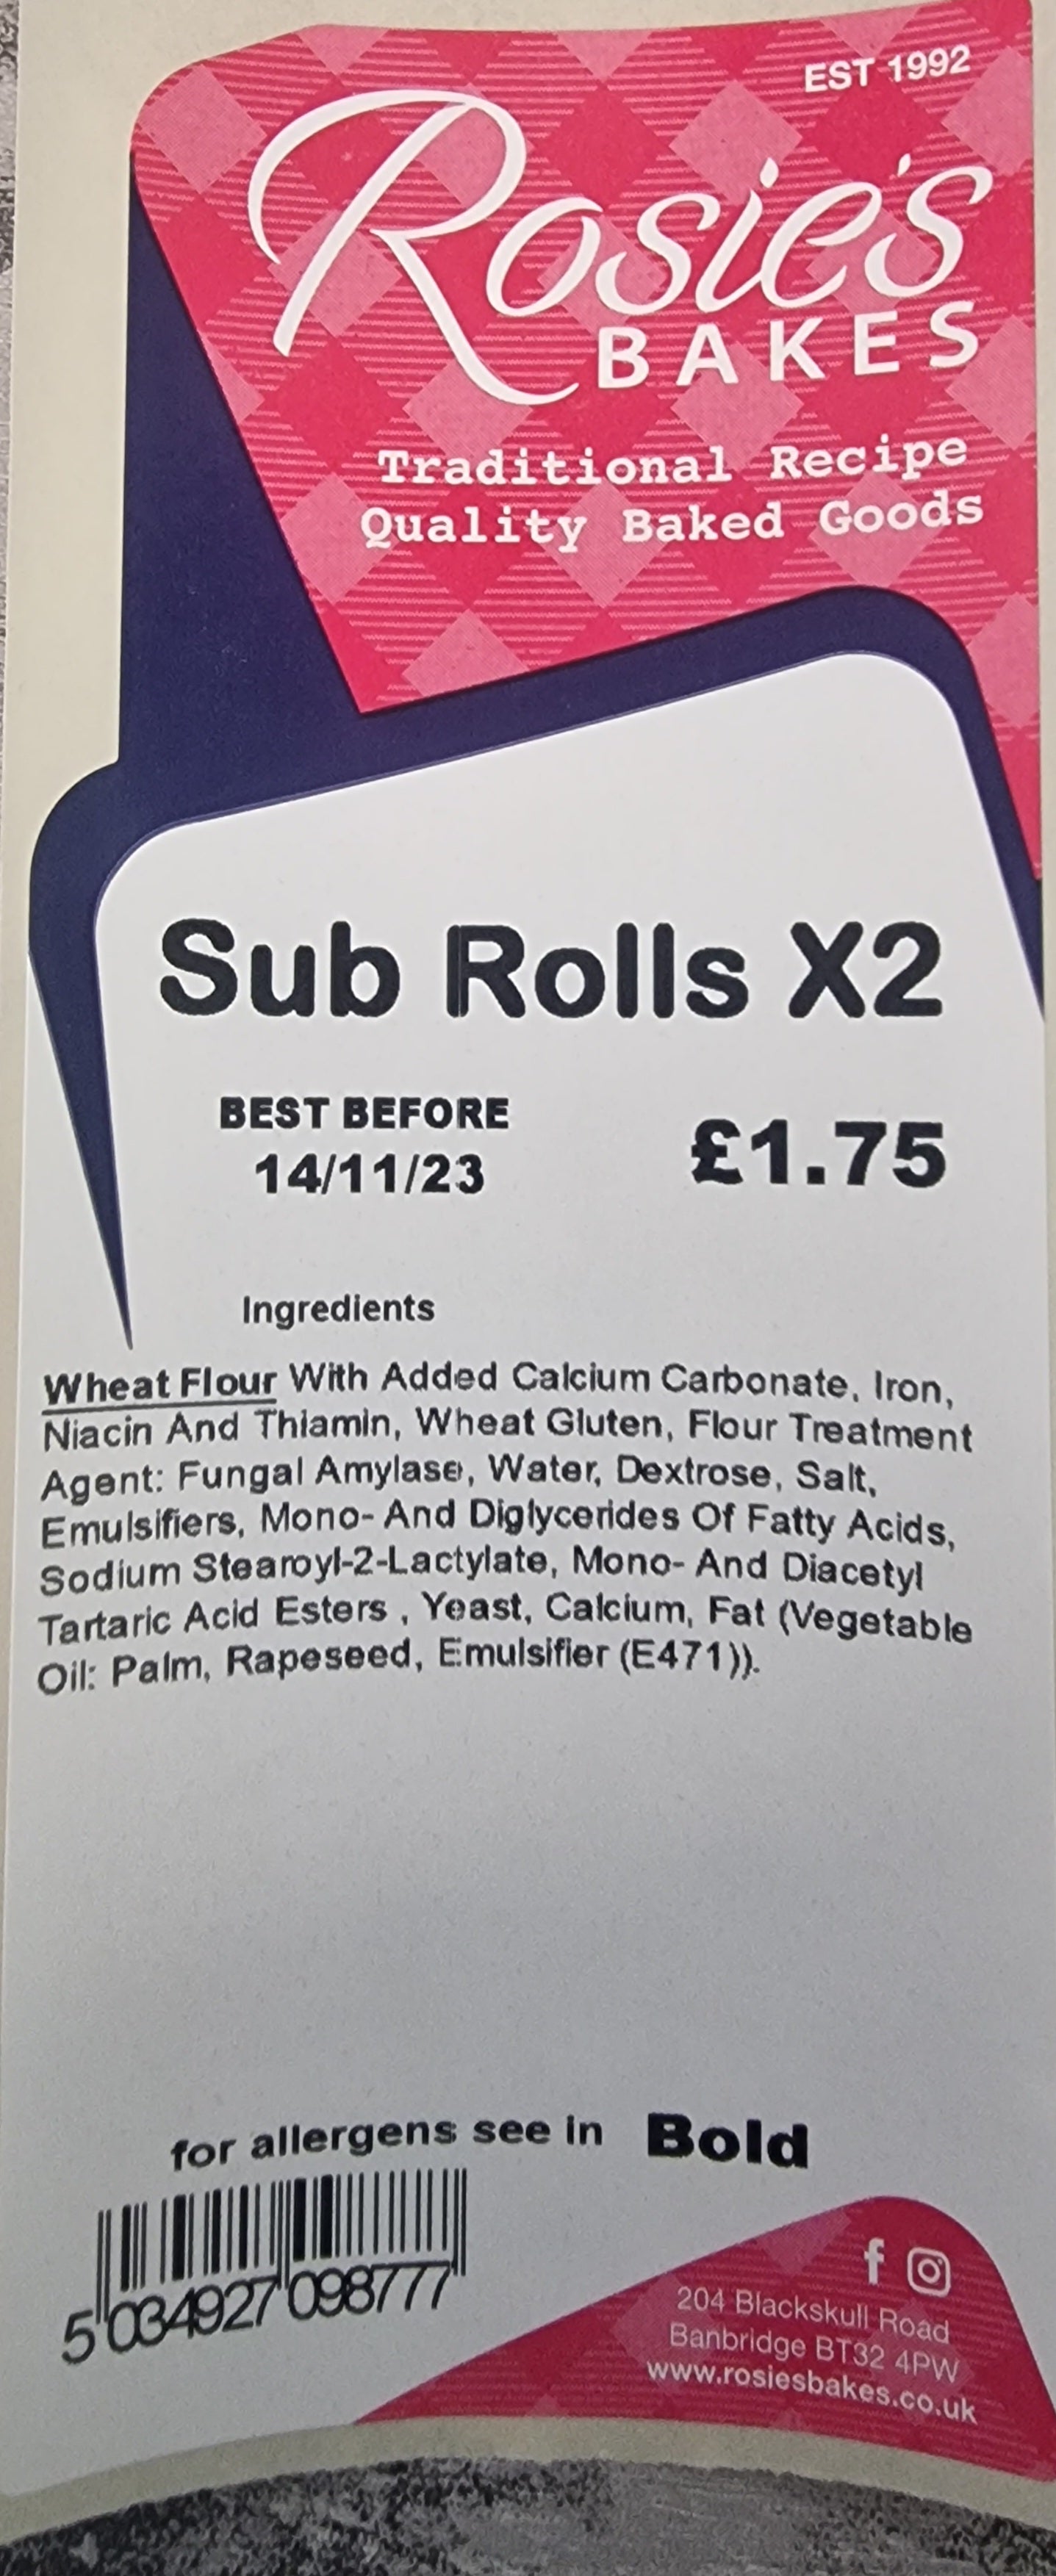 EST 1992
Rosie's
BAKES
Traditional Recipe
Quality Baked Goods
Sub Rolls X2
BEST BEFORE
14/11/23
£1.75
Ingredients
Wheat Flour With Added Calcium Carbonate, Iron,
Niacin And Thiamin, Wheat Gluten, Flour Treatment
Agent: Fungal Amylase, Water, Dextrose, Salt,
Emulsifiers, Mono- And Diglycerides Of Fatty Acids,
Sodium Stearoyl-2-Lactylate, Mono- And Diacetyl
Tartaric Acid Esters , Yeast, Calcium, Fat (Vegetable
Oil: Palm, Rapeseed, Emulsifier (E471)).
for allergens see in Bold
5 034927 098777
204 Blackskull Road
Banbridge BT32 4PW
www.rosiesbakes.co.uk